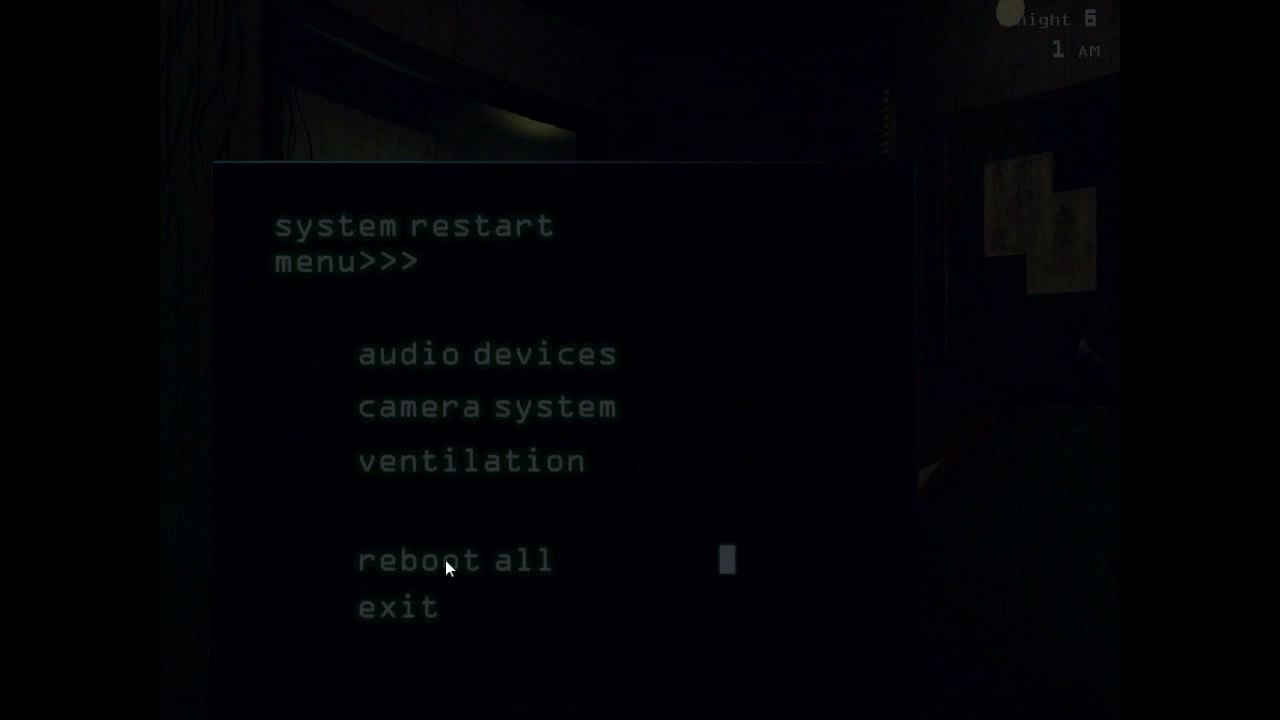 night 6
1 AM
system restart
menu>>>
audio devices
camera system
ventilation
reboot all
exit